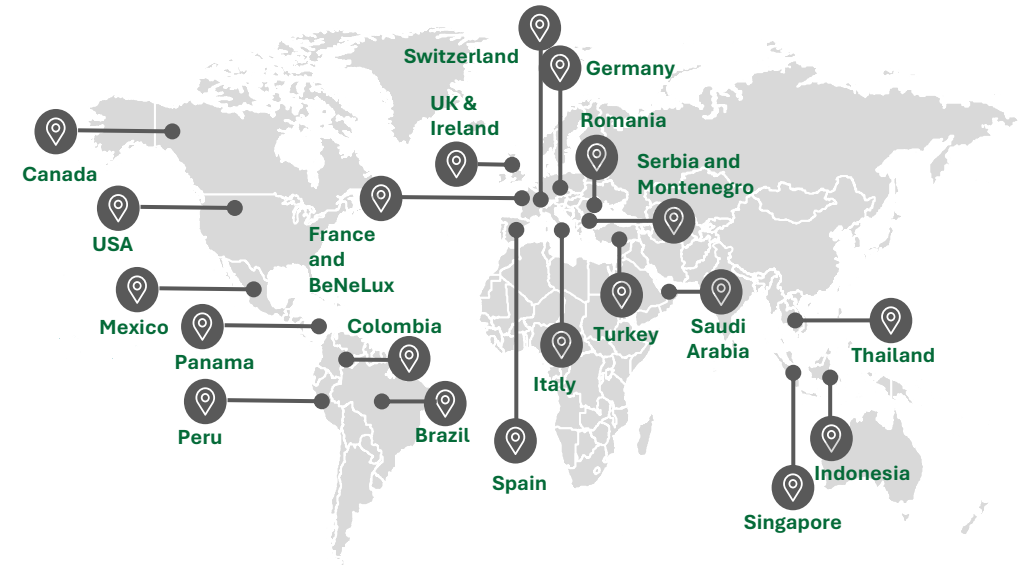 Switzerland
Germany
UK &
Ireland
Romania
Serbia and
Montenegro
Canada
USA
France
and
BeNeLux
Mexico
Panama
Colombia
Peru
Brazil
Spain
Italy
Turkey
Saudi
Arabia
Thailand
Indonesia
Singapore